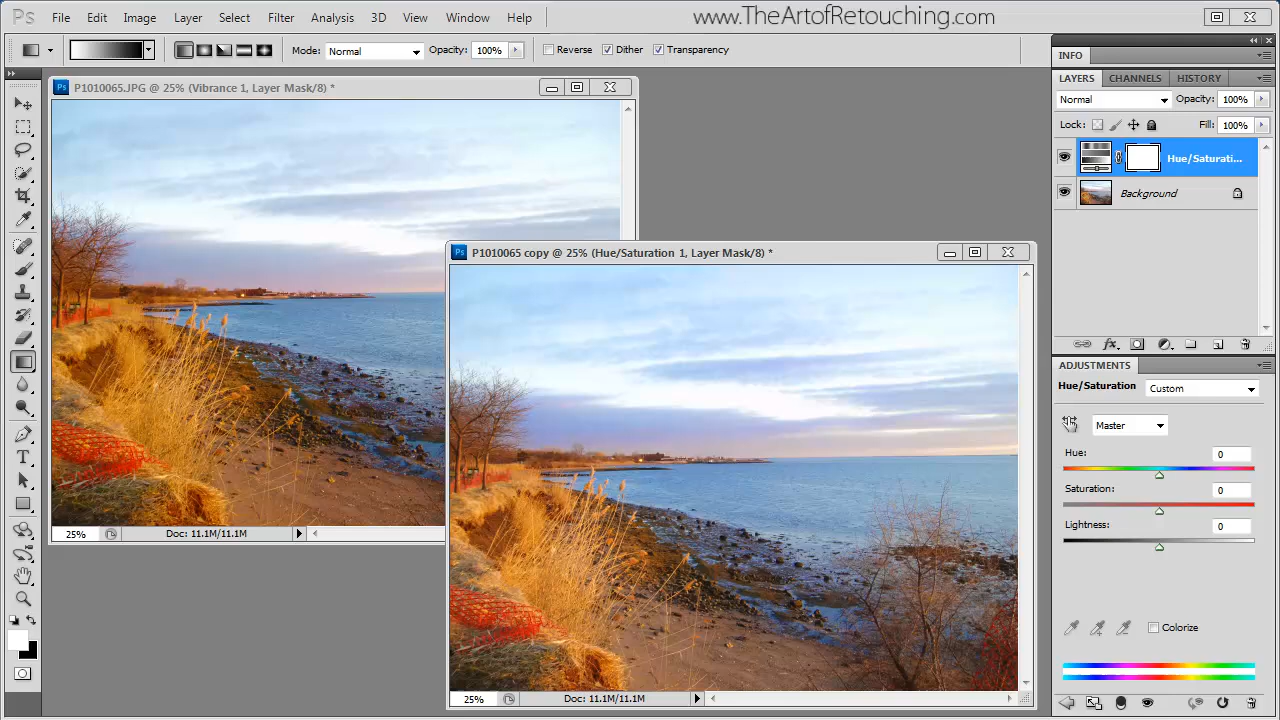 Ps File Edit Image Layer Select Filter Analysis 3D View Window Help www.TheArtofRetouching.com
Mode: Normal Opacity: 100% Reverse Dither Transparency
INFO
LAYERS CHANNELS HISTORY
Normal Opacity: 100%
Lock: Fill: 100%
Hue/Saturati...
Background
Ps P1010065.JPG @ 25% (Vibrance 1, Layer Mask/8) *
25% Doc: 11.1M/11.1M
Ps P1010065 copy @ 25% (Hue/Saturation 1, Layer Mask/8) *
25% Doc: 11.1M/11.1M
T
ADJUSTMENTS
Hue/Saturation Custom
Master
Hue: 0
Saturation: 0
Lightness: 0
Colorize